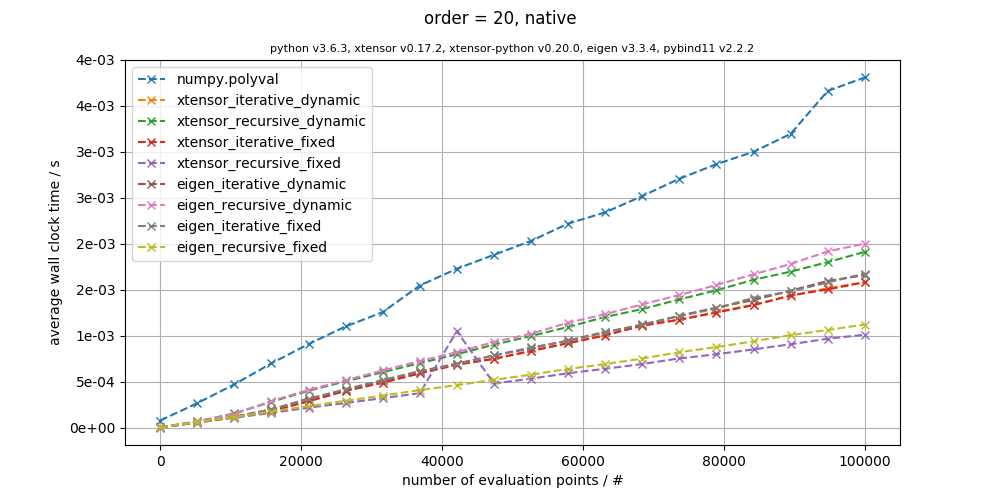 order = 20, native
python v3.6.3, xtensor v0.17.2, xtensor-python v0.20.0, eigen v3.3.4, pybind11 v2.2.2
numpy.polyval
xtensor_iterative_dynamic
xtensor_recursive_dynamic
xtensor_iterative_fixed
xtensor_recursive_fixed
eigen_iterative_dynamic
eigen_recursive_dynamic
eigen_iterative_fixed
eigen_recursive_fixed
average wall clock time / s
4e-03
4e-03
3e-03
3e-03
2e-03
2e-03
1e-03
5e-04
0e+00
0 20000 40000 60000 80000 100000
number of evaluation points / #